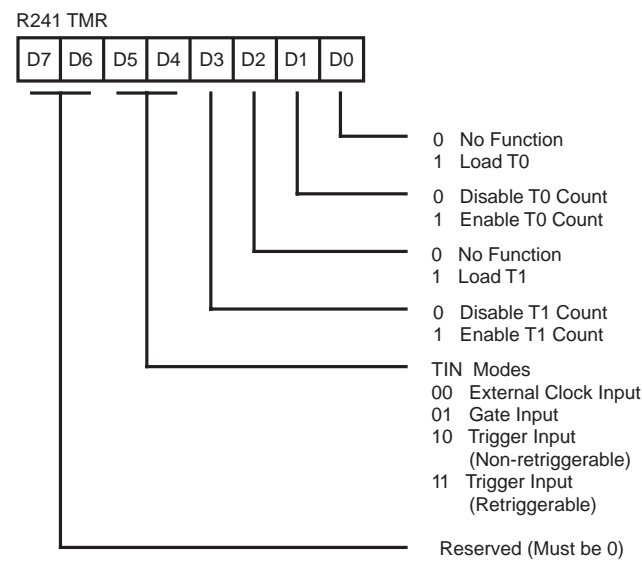 R241 TMR
D7 D6 D5 D4 D3 D2 D1 D0
0 No Function
1 Load T0
0 Disable T0 Count
1 Enable T0 Count
0 No Function
1 Load T1
0 Disable T1 Count
1 Enable T1 Count
TIN Modes
00 External Clock Input
01 Gate Input
10 Trigger Input
(Non-retriggerable)
11 Trigger Input
(Retriggerable)
Reserved (Must be 0)